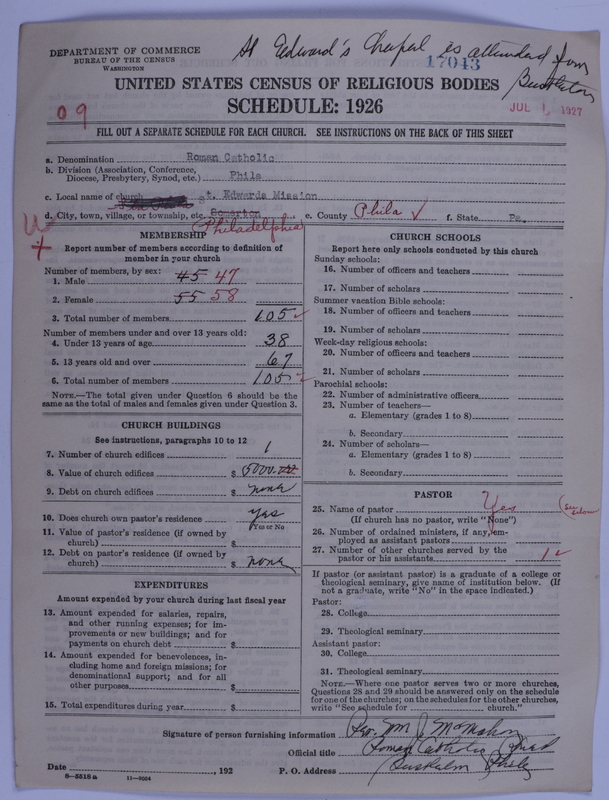 DEPARTMENT OF COMMERCE
BUREAU OF THE CENSUS
WASHINGTON
St Edward's Chapel is attended from
Bustleton
17043
UNITED STATES CENSUS OF RELIGIOUS BODIES
SCHEDULE: 1926
JUL 1 1927
09
FILL OUT A SEPARATE SCHEDULE FOR EACH CHURCH. SEE INSTRUCTIONS ON THE BACK OF THIS SHEET
a. Denomination Roman Catholic
b. Division (Association, Conference,
Diocese, Presbytery, Synod, etc.) Phila
c. Local name of church St. Edwards Mission
d. City, town, village, or township, etc. Somerton e. County Phila f. State Pa.
Philadelphia
MEMBERSHIP
Report number of members according to definition of
member in your church
Number of members, by sex:
1. Male 45 47
2. Female 55 58
3. Total number of members 105
Number of members under and over 13 years old:
4. Under 13 years of age 38
5. 13 years old and over 67
6. Total number of members 105
NOTE.—The total given under Question 6 should be the
same as the total of males and females given under Question 3.
CHURCH BUILDINGS
See instructions, paragraphs 10 to 12
7. Number of church edifices 1
8. Value of church edifices $ 5000.00
9. Debt on church edifices $ none
10. Does church own pastor's residence yes
Yes or No
11. Value of pastor's residence (if owned by
church) $
12. Debt on pastor's residence (if owned by
church) $ none
EXPENDITURES
Amount expended by your church during last fiscal year
13. Amount expended for salaries, repairs,
and other running expenses; for im-
provements or new buildings; and for
payments on church debt $
14. Amount expended for benevolences, in-
cluding home and foreign missions; for
denominational support; and for all
other purposes $
15. Total expenditures during year $
CHURCH SCHOOLS
Report here only schools conducted by this church
Sunday schools:
16. Number of officers and teachers
17. Number of scholars
Summer vacation Bible schools:
18. Number of officers and teachers
19. Number of scholars
Week-day religious schools:
20. Number of officers and teachers
21. Number of scholars
Parochial schools:
22. Number of administrative officers
23. Number of teachers—
a. Elementary (grades 1 to 8)
b. Secondary
24. Number of scholars—
a. Elementary (grades 1 to 8)
b. Secondary
PASTOR
25. Name of pastor Yes (See below
(If church has no pastor, write "None")
26. Number of ordained ministers, if any, em-
ployed as assistant pastors
27. Number of other churches served by the
pastor or his assistants 1
If pastor (or assistant pastor) is a graduate of a college or
theological seminary, give name of institution below. (If
not a graduate, write "No" in the space indicated.)
Pastor:
28. College
29. Theological seminary
Assistant pastor:
30. College
31. Theological seminary
NOTE.—Where one pastor serves two or more churches,
Questions 28 and 29 should be answered only on the schedule
for one of the churches; on the schedules for the other churches,
write "See schedule for church."
Signature of person furnishing information Rev. Wm J. McMahon
Official title Roman Catholic
Date , 192 P. O. Address Phila
8-5518a 11-9064